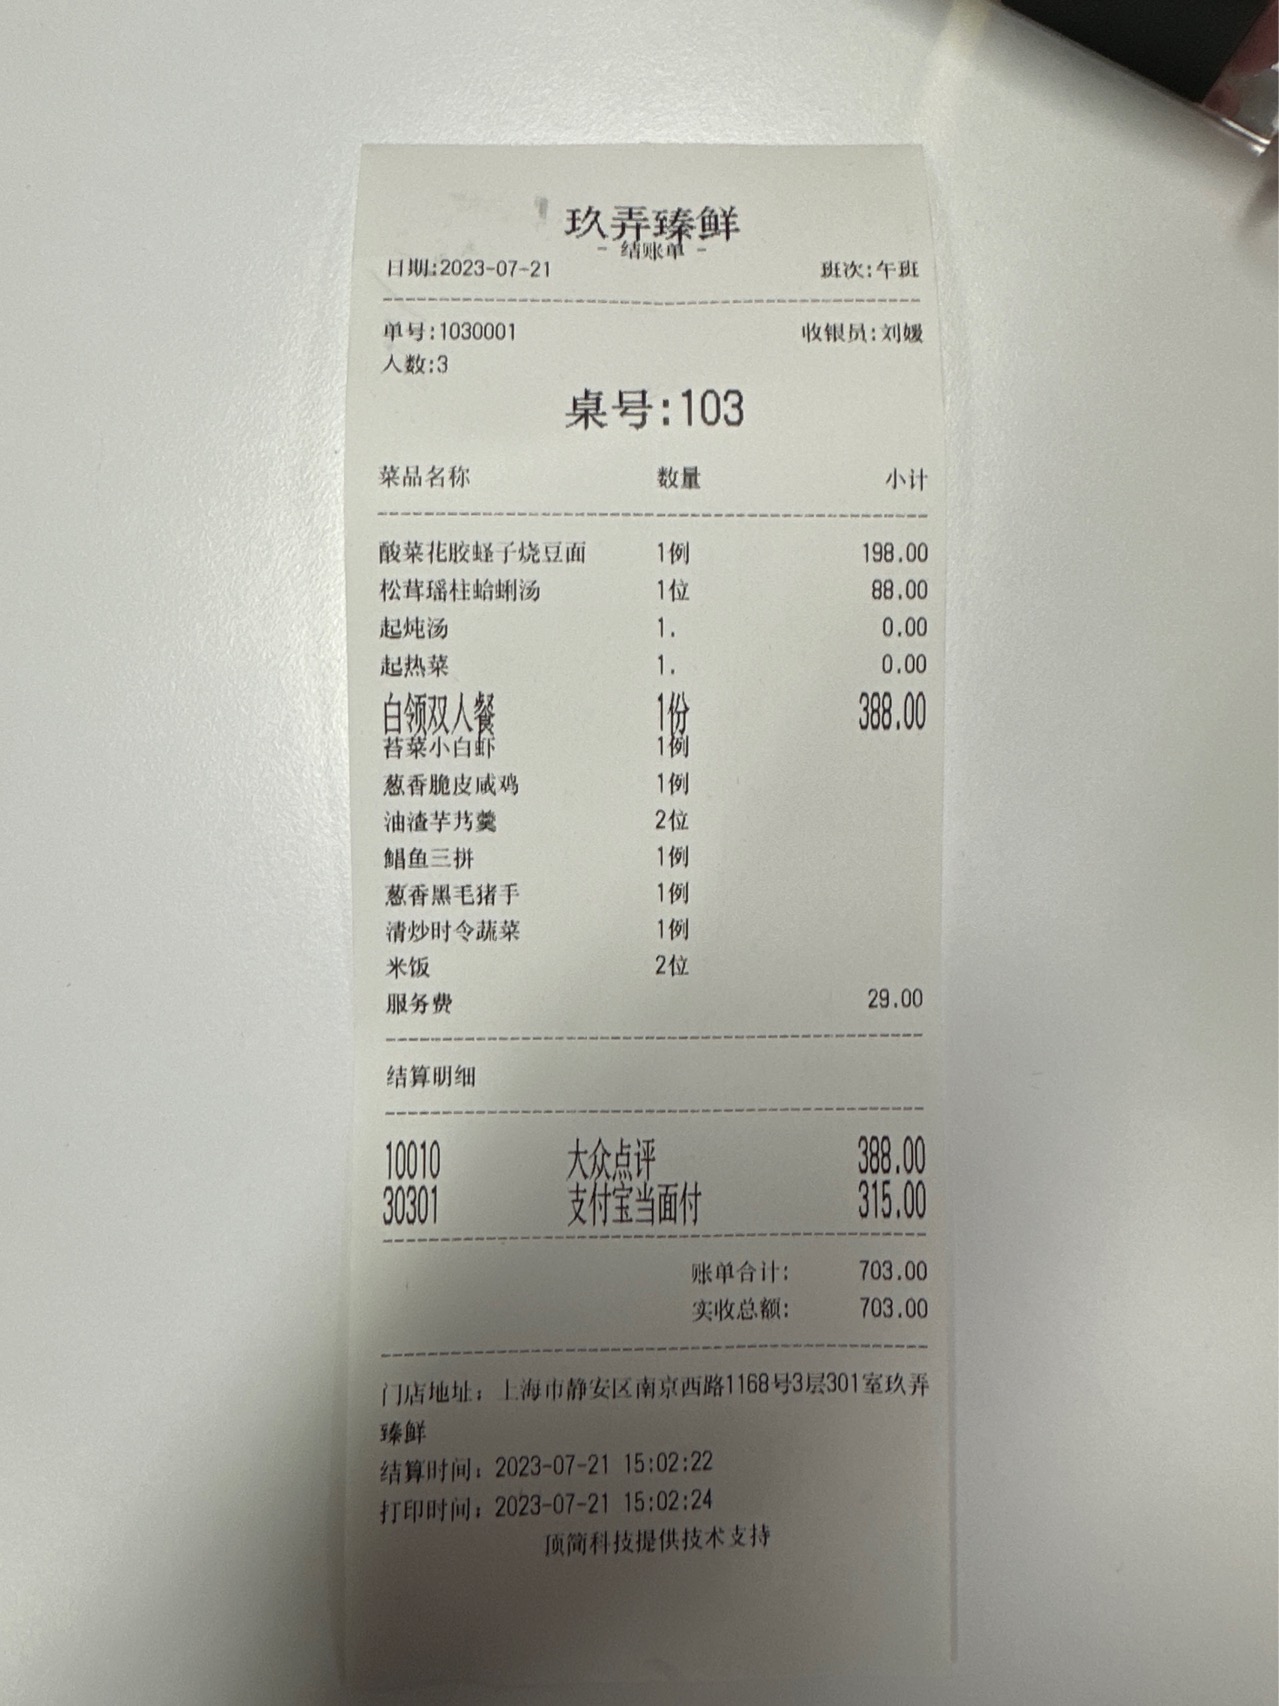 玖弄臻鲜
- 结账单 -
日期:2023-07-21 班次:午班
单号:1030001 收银员:刘媛
人数:3
桌号:103
菜品名称 数量 小计
酸菜花胶蛏子烧豆面 1例 198.00
松茸瑶柱蛤蜊汤 1位 88.00
起炖汤 1. 0.00
起热菜 1. 0.00
白领双人餐 1份 388.00
苔菜小白虾 1例
葱香脆皮咸鸡 1例
油渣芋艿羹 2位
鲳鱼三拼 1例
葱香黑毛猪手 1例
清炒时令蔬菜 1例
米饭 2位
服务费 29.00
结算明细
10010 大众点评 388.00
30301 支付宝当面付 315.00
账单合计: 703.00
实收总额: 703.00
门店地址：上海市静安区南京西路1168号3层301室玖弄
臻鲜
结算时间：2023-07-21 15:02:22
打印时间：2023-07-21 15:02:24
顶简科技提供技术支持